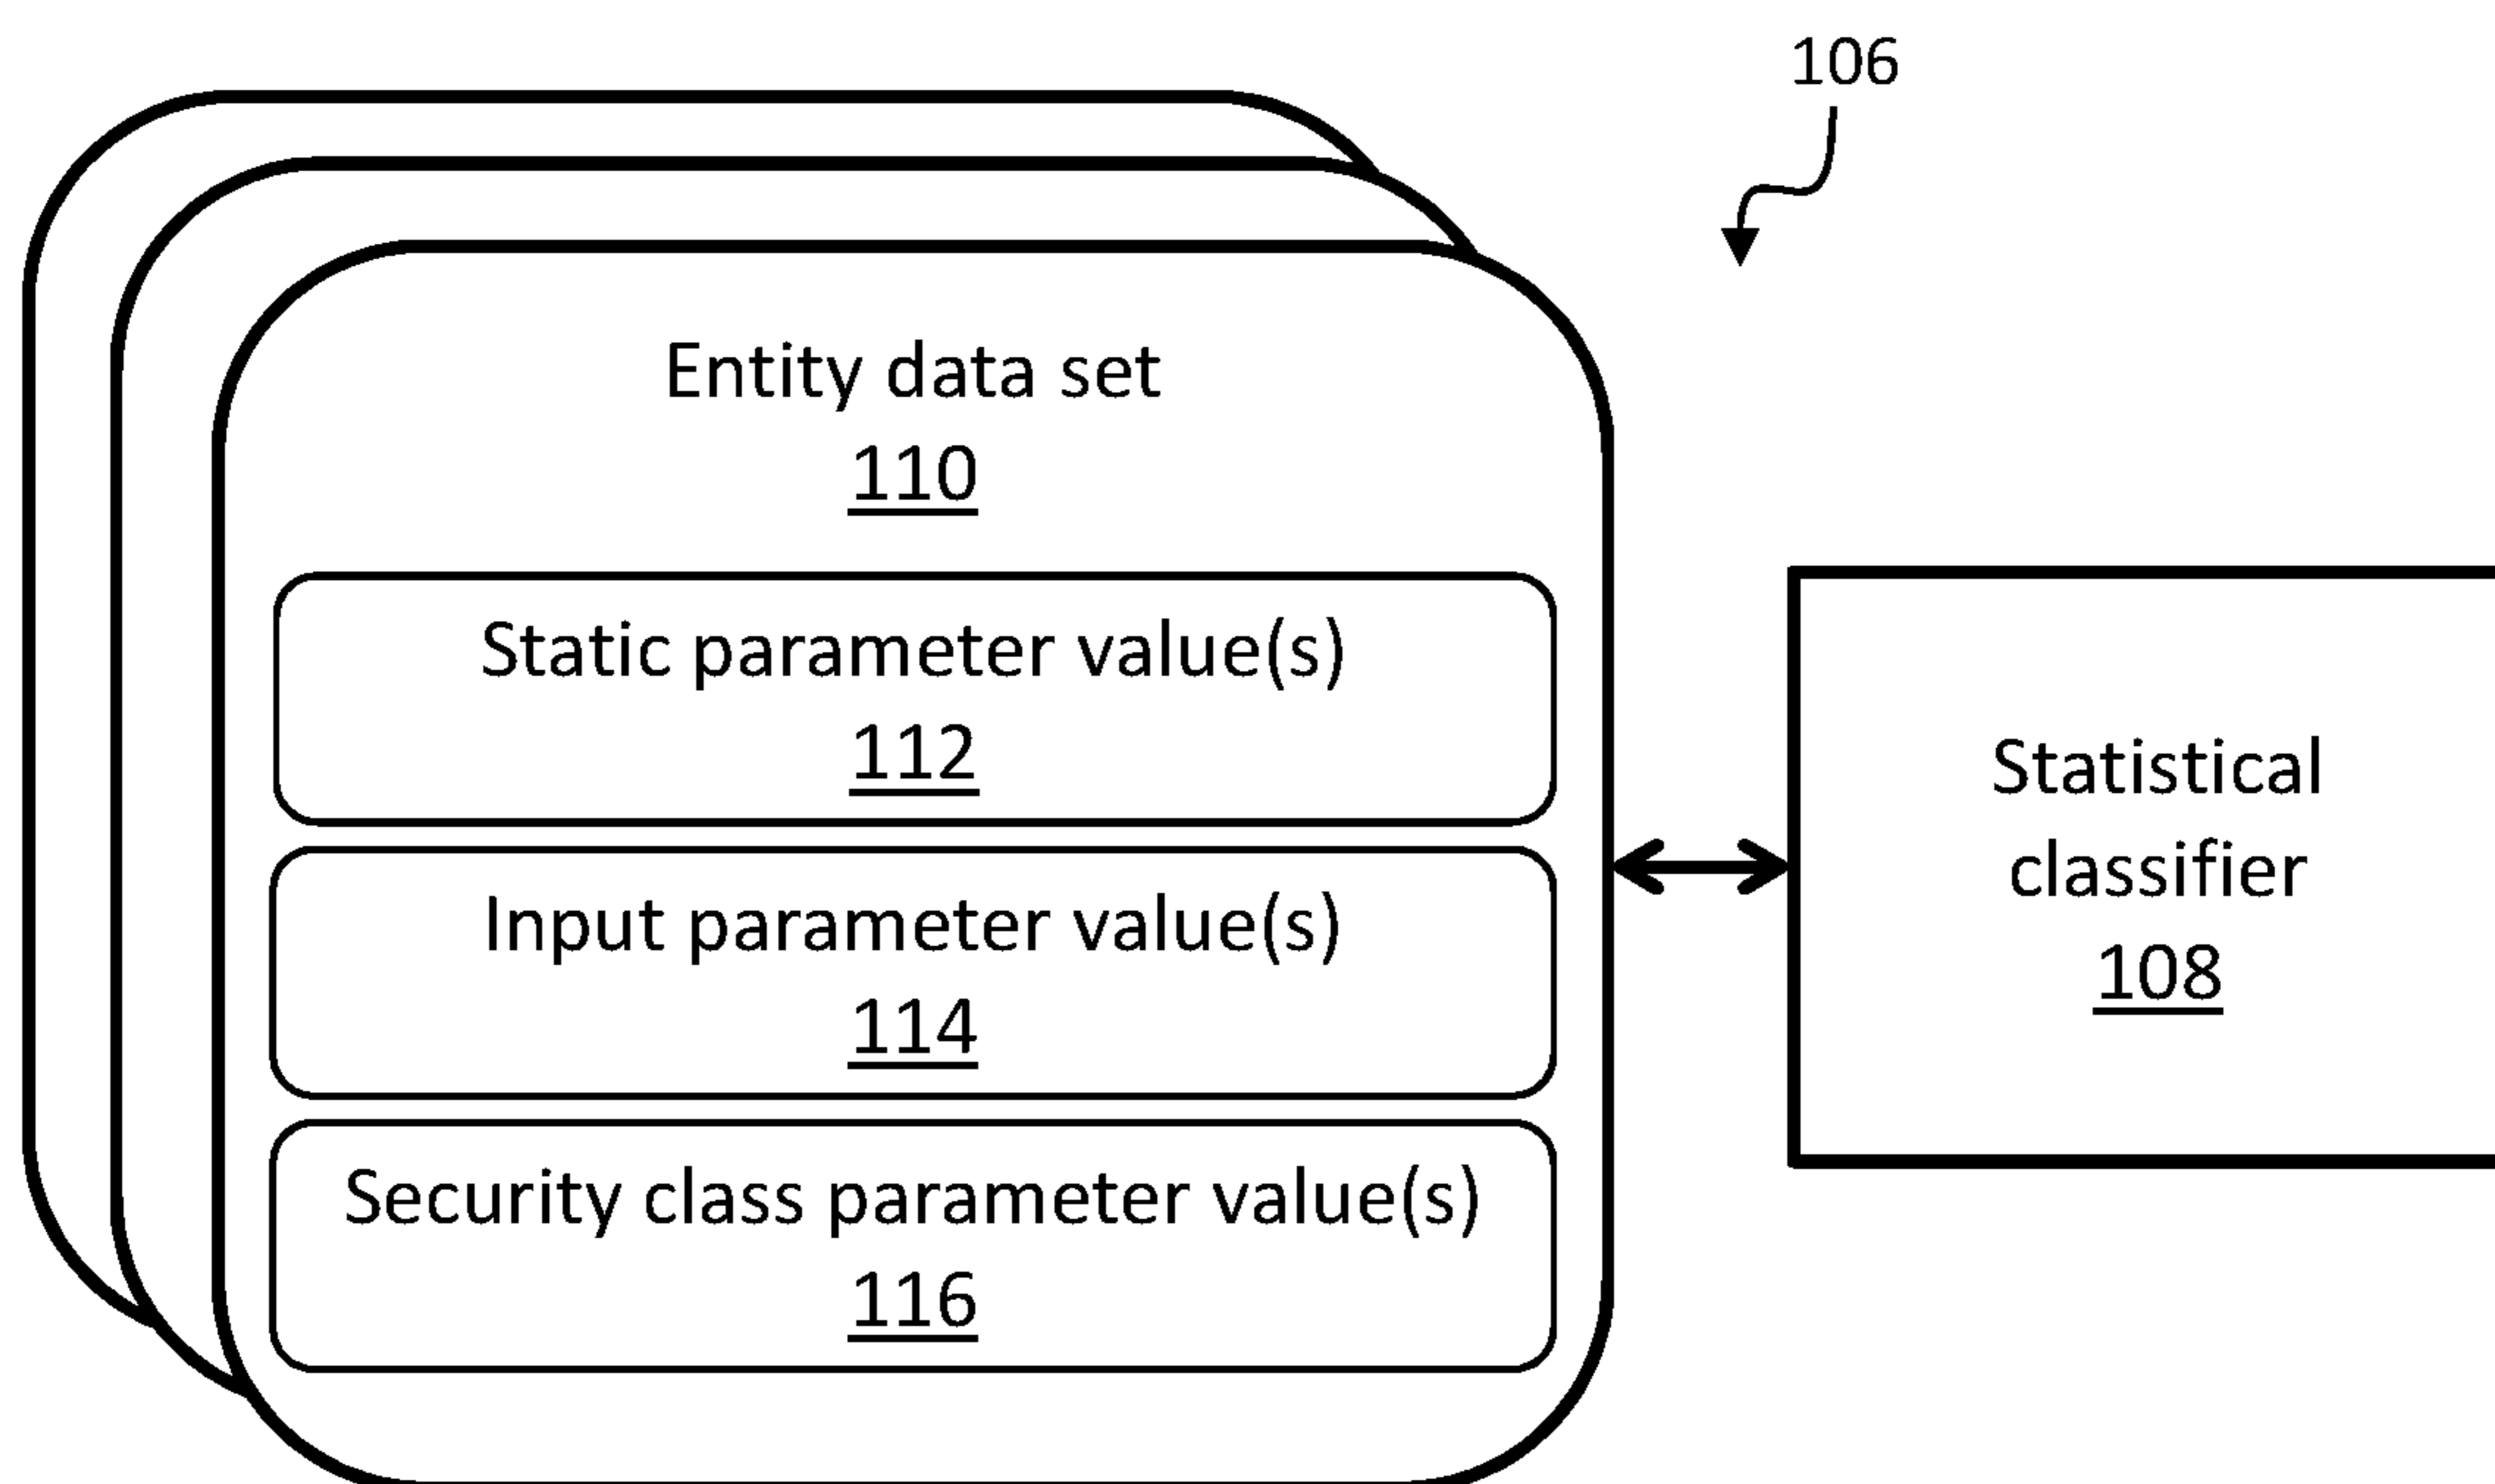 106
Entity data set
110
Static parameter value(s)
112
Input parameter value(s)
114
Security class parameter value(s)
116
Statistical
classifier
108